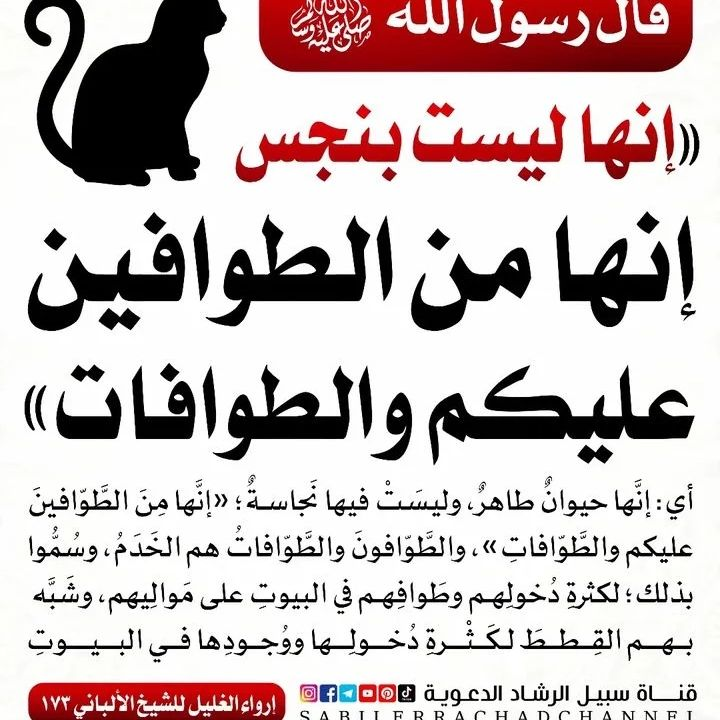 قال رسول الله ﷺ
«إنها ليست بنجس
إنها من الطوافين
عليكم والطوافات»
أي: إنَّها حيوانٌ طاهرٌ، وليسَتْ فيها نَجاسةٌ؛ «إنَّها مِنَ الطَّوّافينَ
عليكم والطَّوّافاتِ»، والطَّوّافونَ والطَّوّافاتُ هم الخَدَمُ، وسُمُّوا
بذلك؛ لكثرةِ دُخولِهم وطَوافِهم في البيوتِ على مَوالِيهم، وشَبَّه
بهم القِططَ لكَثْرةِ دُخولِها ووُجودِها في البيوتِ
قناة سبيل الرشاد الدعوية
SABILERRACHADCHANNEL
إرواء الغليل للشيخ الألباني ١٧٣